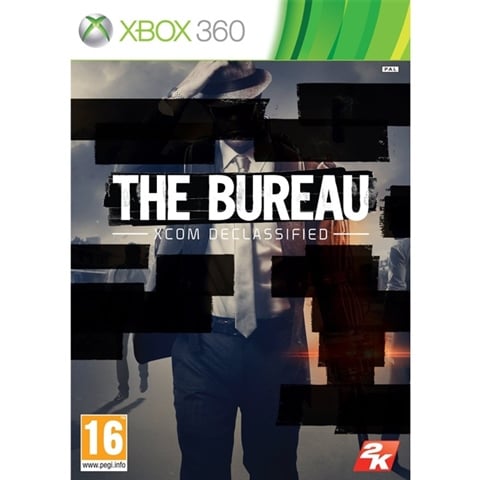 XBOX 360
PAL
THE BUREAU
XCOM DECLASSIFIED
16
www.pegi.info
2K